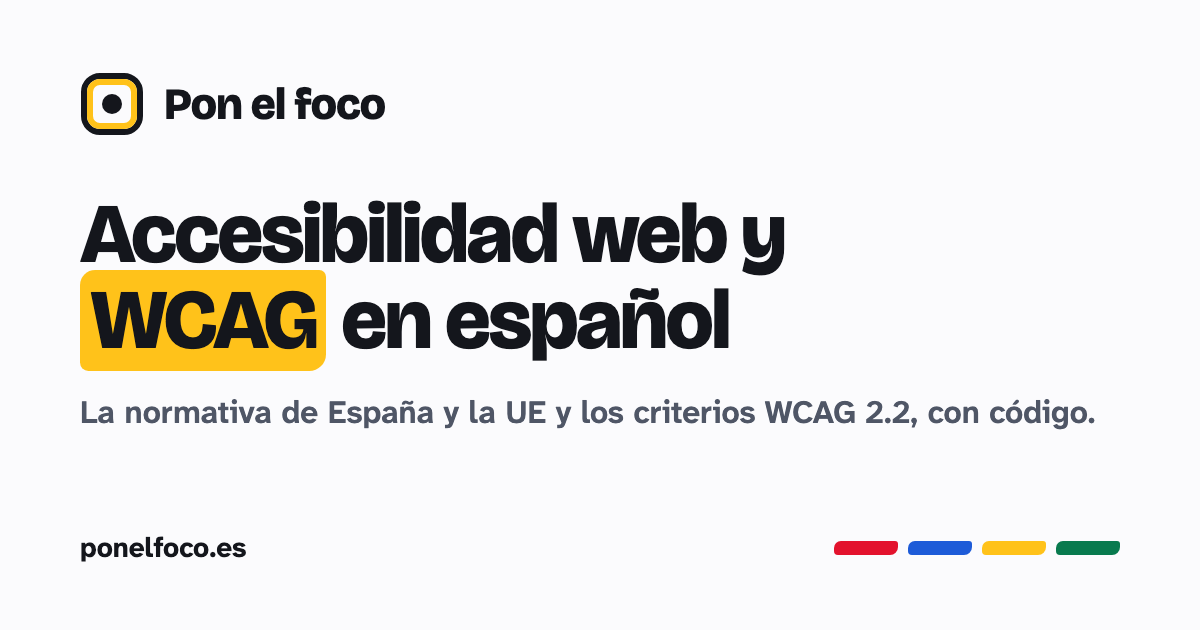 Pon el foco
Accesibilidad web y
WCAG en español
La normativa de España y la UE y los criterios WCAG 2.2, con código.
ponelfoco.es